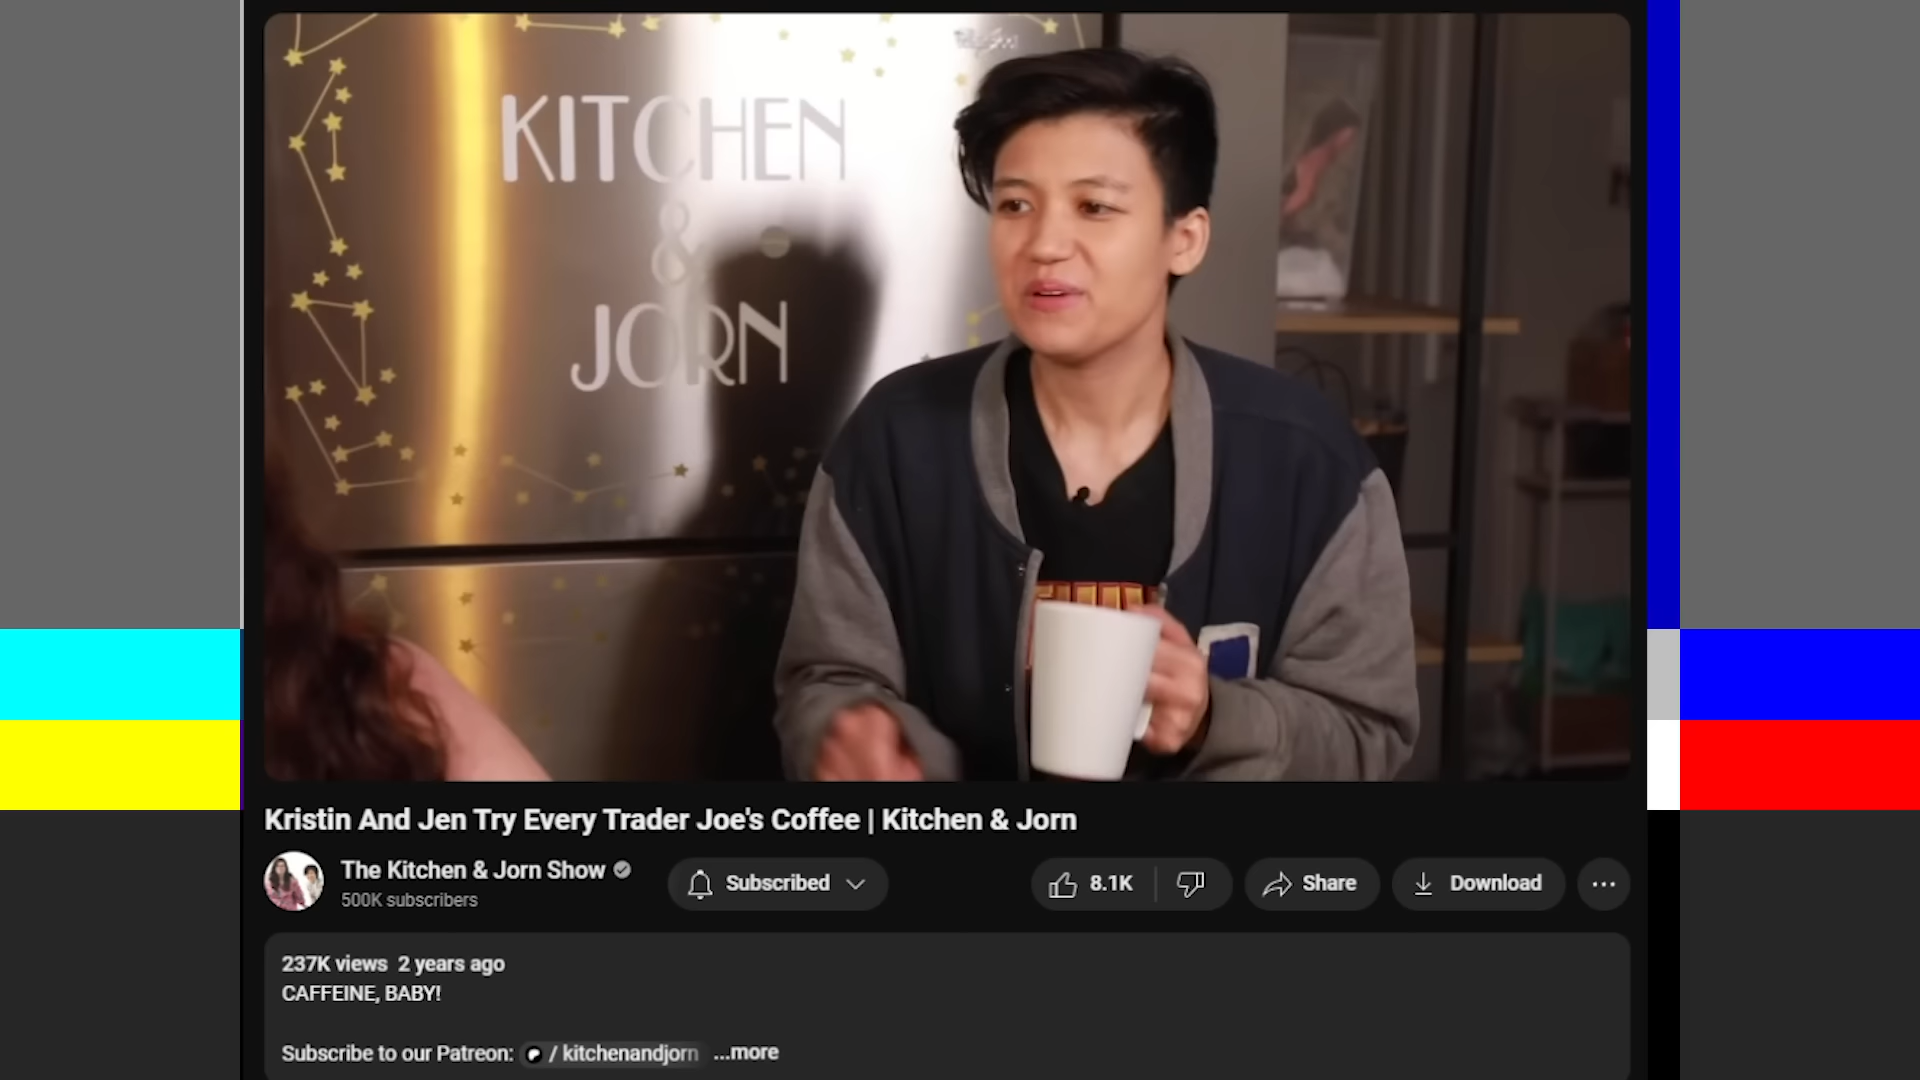 KITCHEN
&
JORN
Kristin And Jen Try Every Trader Joe's Coffee | Kitchen & Jorn
The Kitchen & Jorn Show
500K subscribers
Subscribed
8.1K
Share
Download
237K views 2 years ago
CAFFEINE, BABY!
Subscribe to our Patreon: / kitchenandjorn ...more